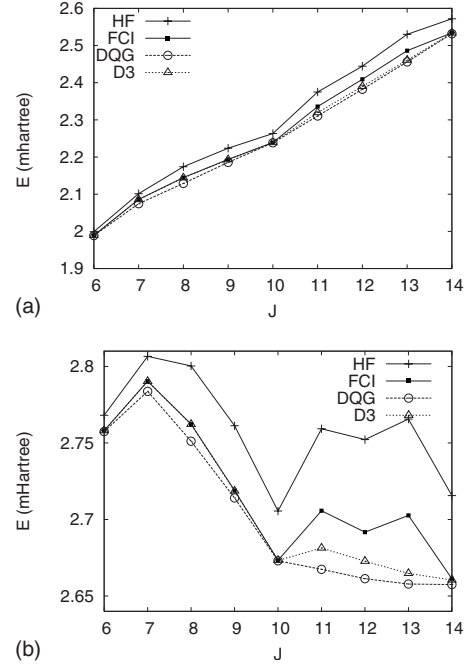 HF
FCI
DQG
D3
E (mhartree)
2.6
2.5
2.4
2.3
2.2
2.1
2
1.9
6 7 8 9 10 11 12 13 14
J
(a)
HF
FCI
DQG
D3
E (mHartree)
2.8
2.75
2.7
2.65
6 7 8 9 10 11 12 13 14
J
(b)